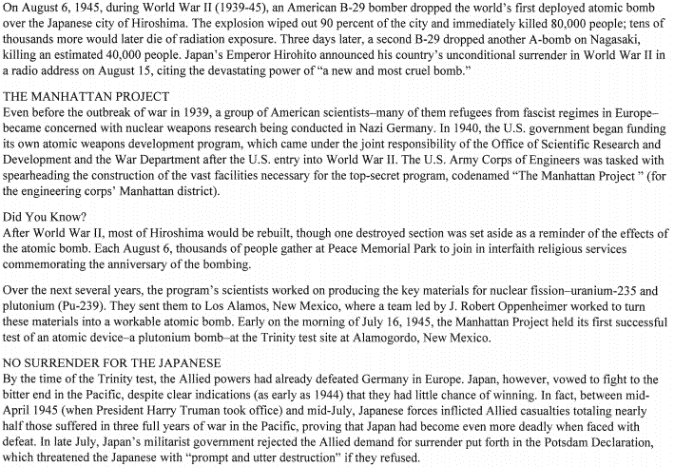 On August 6, 1945, during World War II (1939-45), an American B-29 bomber dropped the world's first deployed atomic bomb
over the Japanese city of Hiroshima. The explosion wiped out 90 percent of the city and immediately killed 80,000 people; tens of
thousands more would later die of radiation exposure. Three days later, a second B-29 dropped another A-bomb on Nagasaki,
killing an estimated 40,000 people. Japan's Emperor Hirohito announced his country's unconditional surrender in World War II in
a radio address on August 15, citing the devastating power of "a new and most cruel bomb."
THE MANHATTAN PROJECT
Even before the outbreak of war in 1939, a group of American scientists–many of them refugees from fascist regimes in Europe–
became concerned with nuclear weapons research being conducted in Nazi Germany. In 1940, the U.S. government began funding
its own atomic weapons development program, which came under the joint responsibility of the Office of Scientific Research and
Development and the War Department after the U.S. entry into World War II. The U.S. Army Corps of Engineers was tasked with
spearheading the construction of the vast facilities necessary for the top-secret program, codenamed "The Manhattan Project " (for
the engineering corps' Manhattan district).
Did You Know?
After World War II, most of Hiroshima would be rebuilt, though one destroyed section was set aside as a reminder of the effects of
the atomic bomb. Each August 6, thousands of people gather at Peace Memorial Park to join in interfaith religious services
commemorating the anniversary of the bombing.
Over the next several years, the program's scientists worked on producing the key materials for nuclear fission–uranium-235 and
plutonium (Pu-239). They sent them to Los Alamos, New Mexico, where a team led by J. Robert Oppenheimer worked to turn
these materials into a workable atomic bomb. Early on the morning of July 16, 1945, the Manhattan Project held its first successful
test of an atomic device–a plutonium bomb–at the Trinity test site at Alamogordo, New Mexico.
NO SURRENDER FOR THE JAPANESE
By the time of the Trinity test, the Allied powers had already defeated Germany in Europe. Japan, however, vowed to fight to the
bitter end in the Pacific, despite clear indications (as early as 1944) that they had little chance of winning. In fact, between mid-
April 1945 (when President Harry Truman took office) and mid-July, Japanese forces inflicted Allied casualties totaling nearly
half those suffered in three full years of war in the Pacific, proving that Japan had become even more deadly when faced with
defeat. In late July, Japan's militarist government rejected the Allied demand for surrender put forth in the Potsdam Declaration,
which threatened the Japanese with "prompt and utter destruction" if they refused.